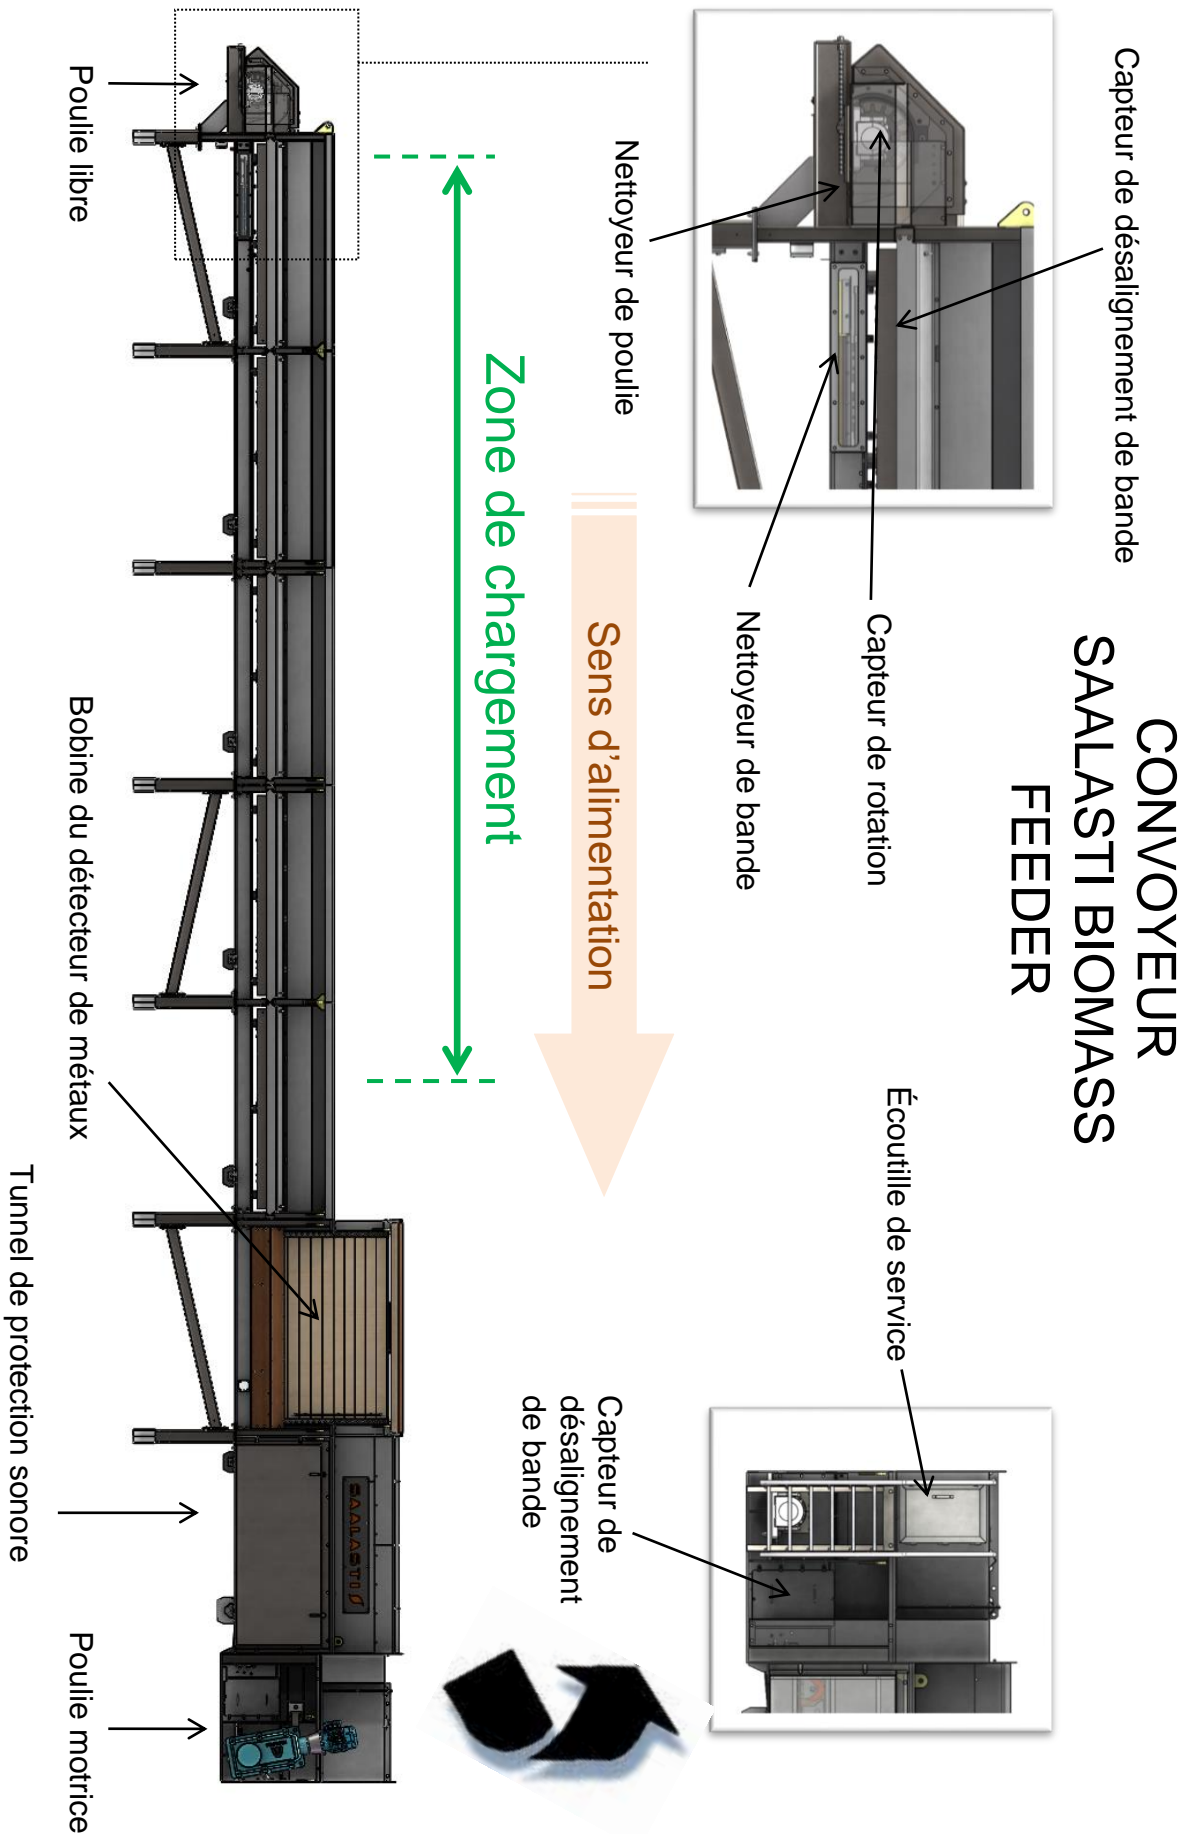 CONVOYEUR
SAALASTI BIOMASS
FEEDER
Capteur de désalignement de bande
Capteur de rotation
Nettoyeur de bande
Nettoyeur de poulie
Écoutille de service
Capteur de
désalignement
de bande
Sens d’alimentation
Zone de chargement
Poulie libre
Bobine du détecteur de métaux
Tunnel de protection sonore
Poulie motrice
SAALASTI